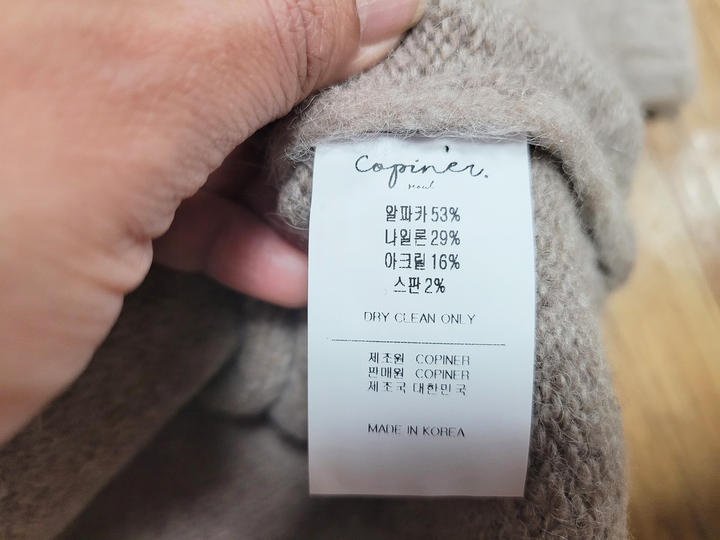 Copiner.
seoul
알파카 53%
나일론 29%
아크릴 16%
스판 2%
DRY CLEAN ONLY
제조원 COPINER
판매원 COPINER
제조국 대한민국
MADE IN KOREA